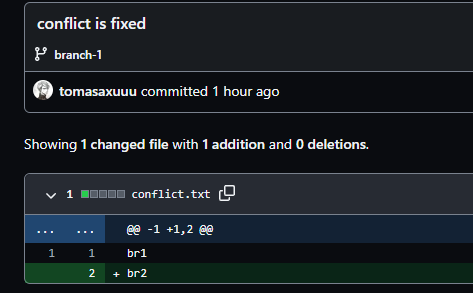 conflict is fixed
branch-1
tomasaxuuu committed 1 hour ago
Showing 1 changed file with 1 addition and 0 deletions.
1 conflict.txt
... ... @@ -1 +1,2 @@
1 1 br1
2 + br2